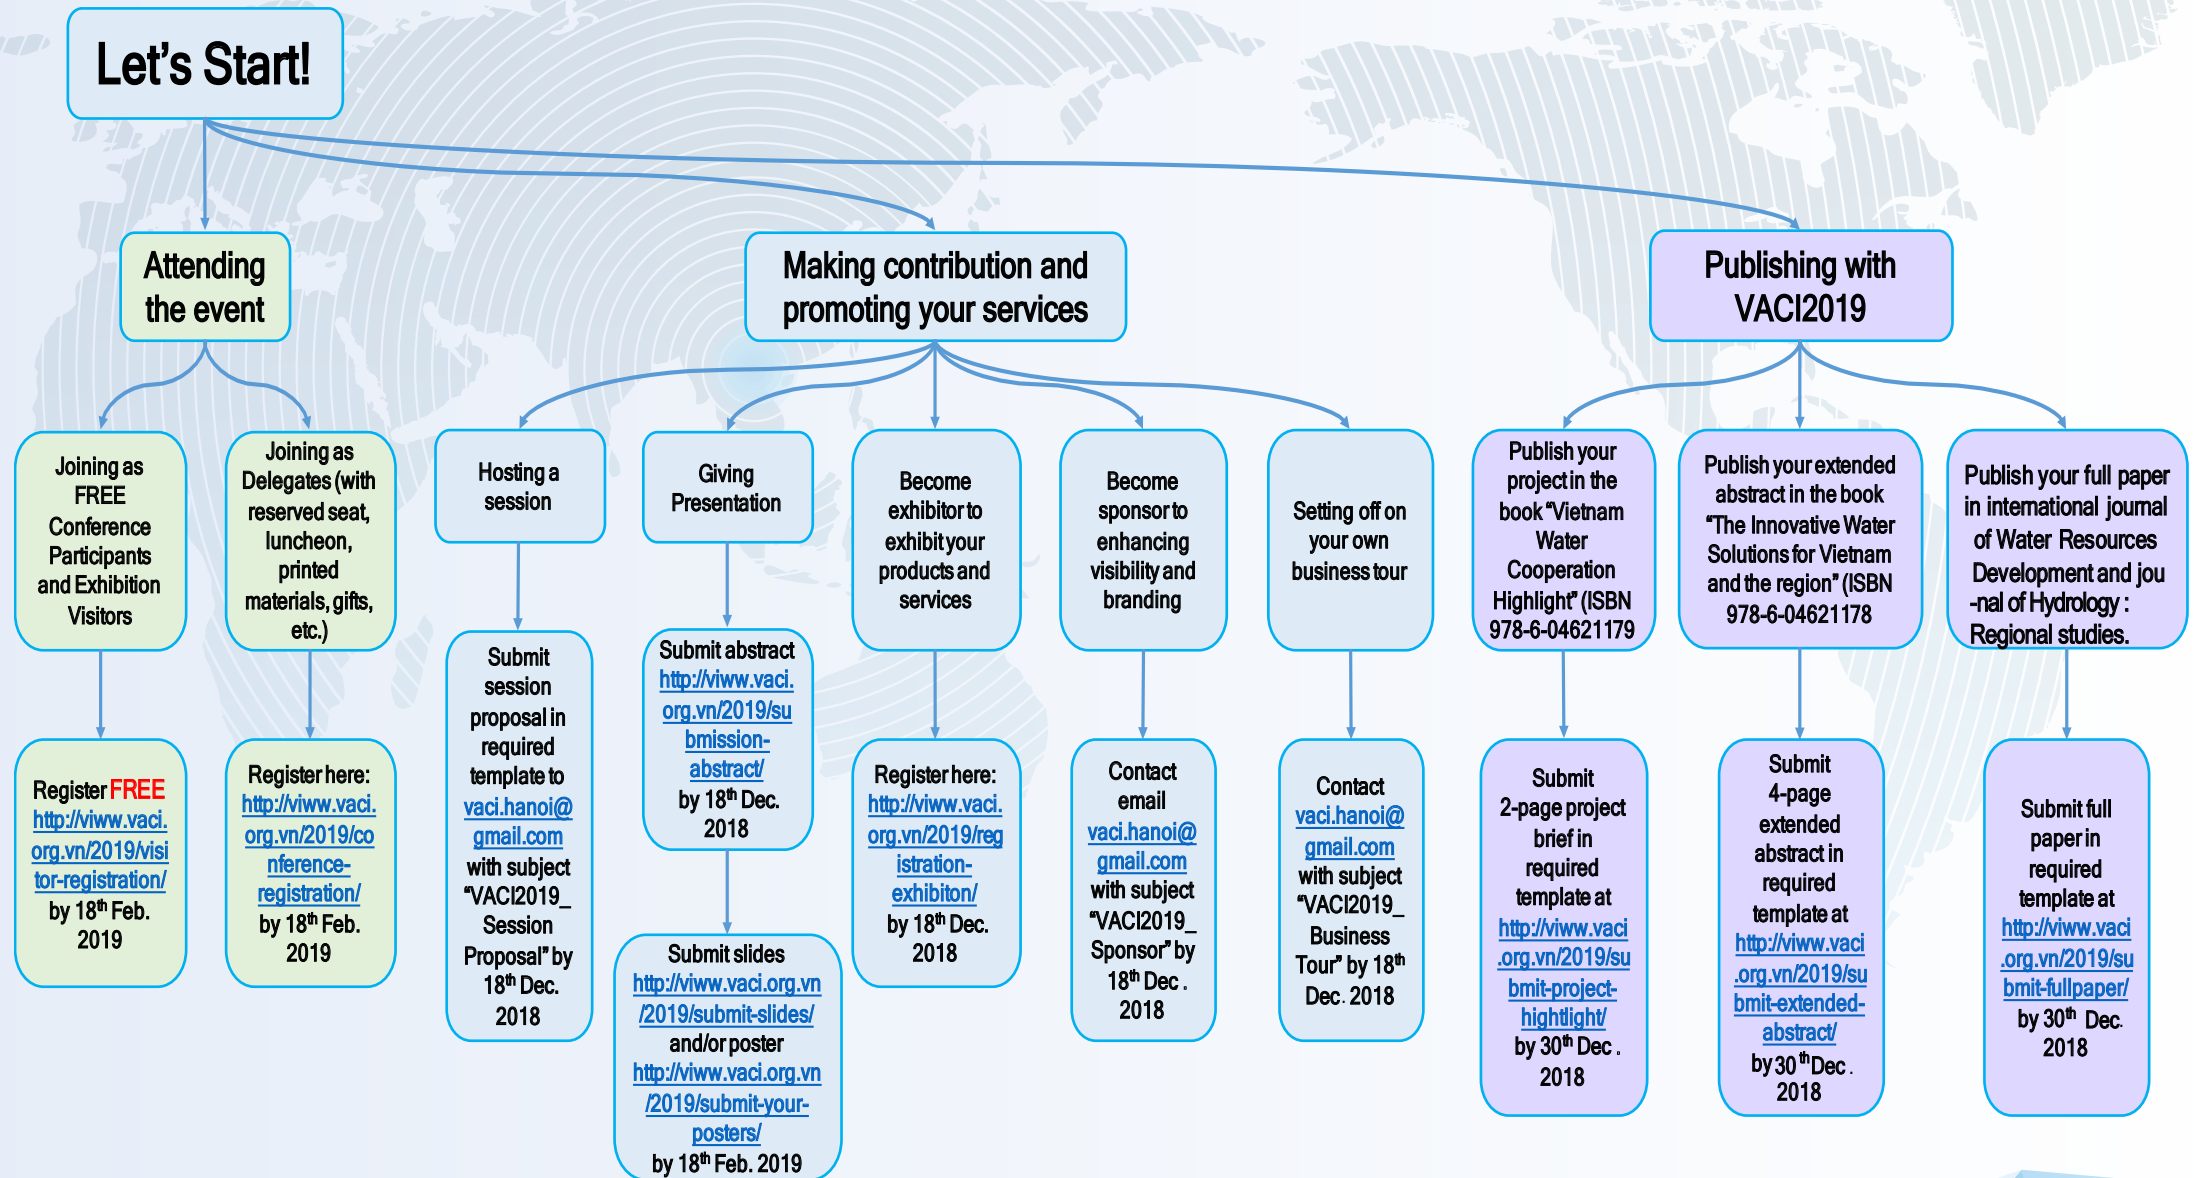 Let's Start!
Attending
the event
Making contribution and
promoting your services
Publishing with
VACI2019
Joining as
FREE
Conference
Participants
and Exhibition
Visitors
Joining as
Delegates (with
reserved seat,
luncheon,
printed
materials, gifts,
etc.)
Hosting a
session
Giving
Presentation
Become
exhibitor to
exhibit your
products and
services
Become
sponsor to
enhancing
visibility and
branding
Setting off on
your own
business tour
Publish your
project in the
book “Vietnam
Water
Cooperation
Highlight” (ISBN
978-6-04621179
Publish your extended
abstract in the book
“The Innovative Water
Solutions for Vietnam
and the region” (ISBN
978-6-04621178
Publish your full paper
in international journal
of Water Resources
Development and jou
-nal of Hydrology :
Regional studies.
Register FREE
http://viww.vaci.
org.vn/2019/visi
tor-registration/
by 18th Feb.
2019
Register here:
http://viww.vaci.
org.vn/2019/co
nference-
registration/
by 18th Feb.
2019
Submit
session
proposal in
required
template to
vaci.hanoi@
gmail.com
with subject
“VACI2019_
Session
Proposal” by
18th Dec.
2018
Submit abstract
http://viww.vaci.
org.vn/2019/su
bmission-
abstract/
by 18th Dec.
2018
Submit slides
http://viww.vaci.org.vn
/2019/submit-slides/
and/or poster
http://viww.vaci.org.vn
/2019/submit-your-
posters/
by 18th Feb. 2019
Register here:
http://viww.vaci.
org.vn/2019/reg
istration-
exhibiton/
by 18th Dec.
2018
Contact
email
vaci.hanoi@
gmail.com
with subject
“VACI2019_
Sponsor” by
18th Dec .
2018
Contact
vaci.hanoi@
gmail.com
with subject
“VACI2019_
Business
Tour” by 18th
Dec. 2018
Submit
2-page project
brief in
required
template at
http://viww.vaci
.org.vn/2019/su
bmit-project-
hightlight/
by 30th Dec .
2018
Submit
4-page
extended
abstract in
required
template at
http://viww.vaci
.org.vn/2019/su
bmit-extended-
abstract/
by 30 th Dec .
2018
Submit full
paper in
required
template at
http://viww.vaci
.org.vn/2019/su
bmit-fullpaper/
by 30th Dec.
2018